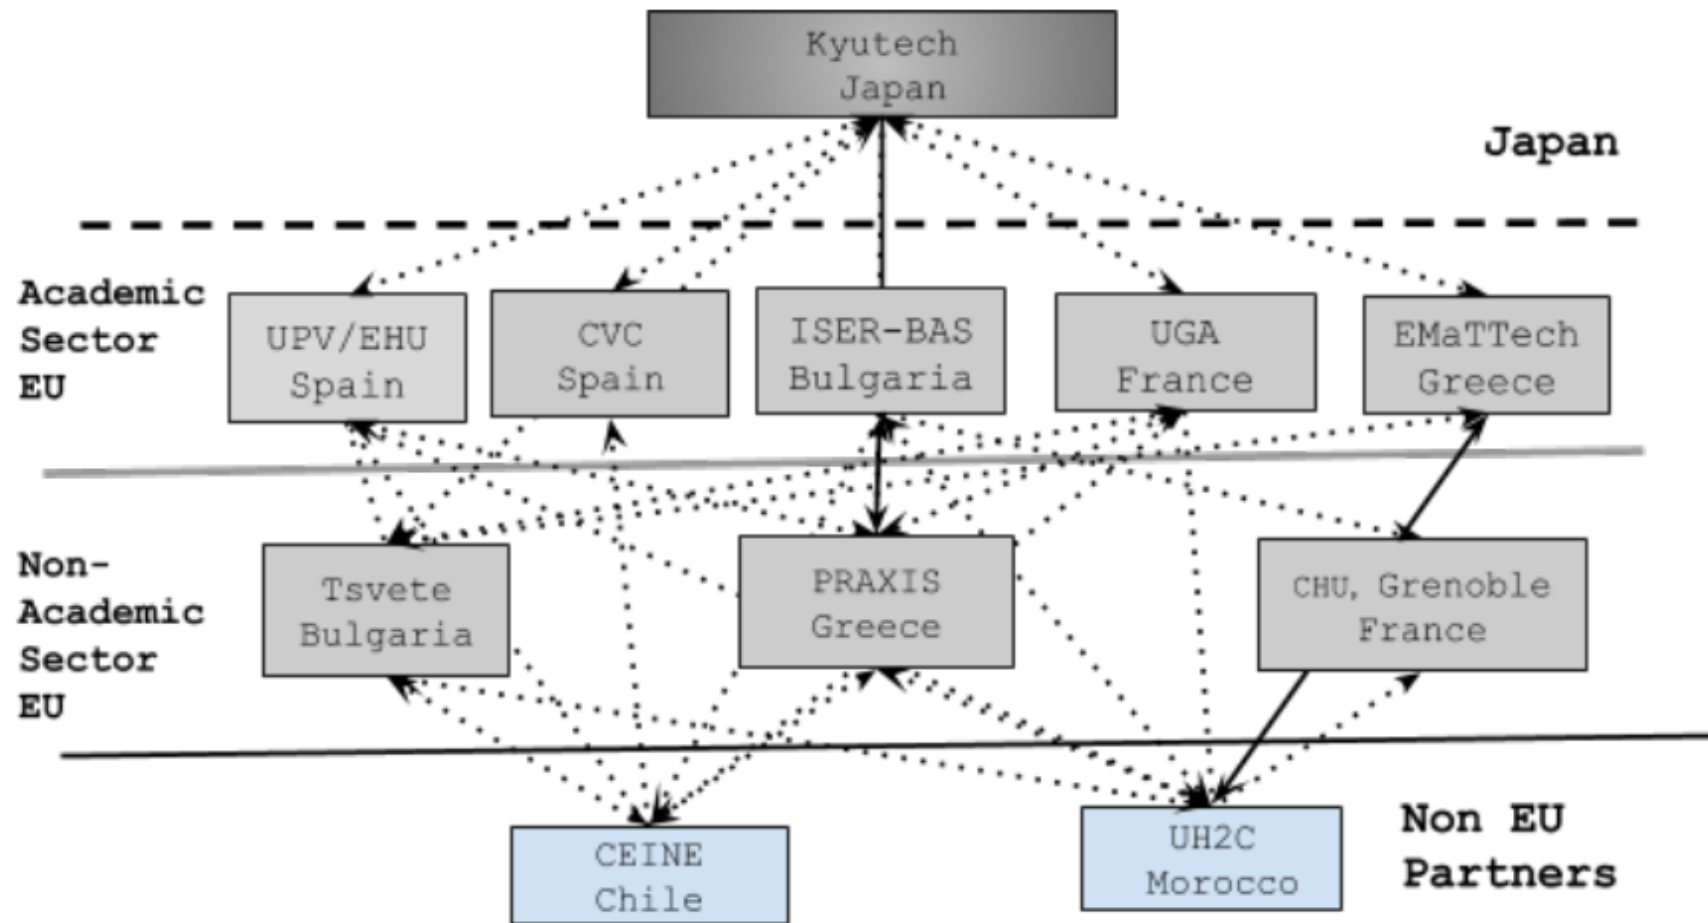 Kyutech
Japan
Japan
Academic
Sector
EU
UPV/EHU
Spain
CVC
Spain
ISER-BAS
Bulgaria
UGA
France
EMaTTech
Greece
Non-
Academic
Sector
EU
Tsvete
Bulgaria
PRAXIS
Greece
CHU, Grenoble
France
CEINE
Chile
UH2C
Morocco
Non EU
Partners